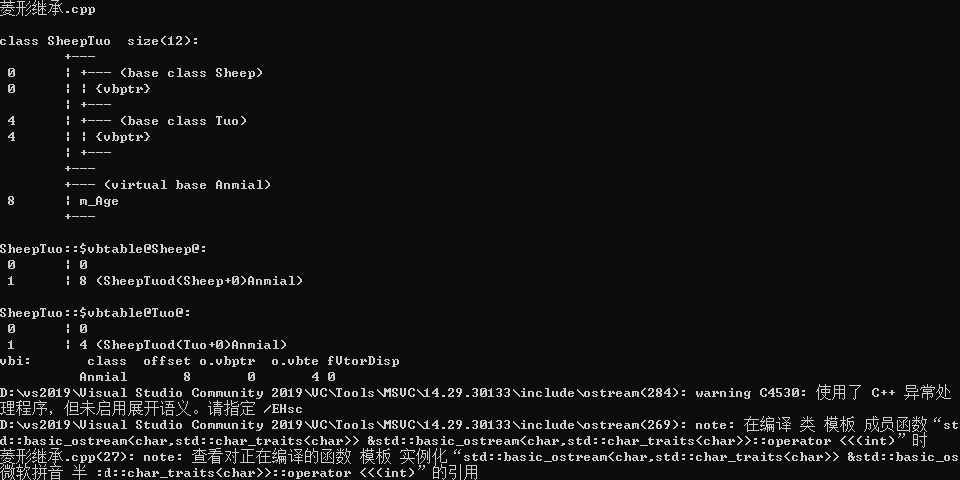 菱形继承.cpp
class SheepTuo  size(12):
        +---
 0      | +--- (base class Sheep)
 0      | | {vbptr}
        | +---
 4      | +--- (base class Tuo)
 4      | | {vbptr}
        | +---
        +---
        +--- (virtual base Anmial)
 8      | m_Age
        +---
SheepTuo::$vbtable@Sheep@:
 0      | 0
 1      | 8 (SheepTuod(Sheep+0)Anmial)
SheepTuo::$vbtable@Tuo@:
 0      | 0
 1      | 4 (SheepTuod(Tuo+0)Anmial)
vbi:       class  offset o.vbptr  o.vbte fVtorDisp
          Anmial       8       0       4 0
D:\vs2019\Visual Studio Community 2019\VC\Tools\MSVC\14.29.30133\include\ostream(284): warning C4530: 使用了 C++ 异常处
理程序，但未启用展开语义。请指定 /EHsc
D:\vs2019\Visual Studio Community 2019\VC\Tools\MSVC\14.29.30133\include\ostream(269): note: 在编译 类 模板 成员函数“st
d::basic_ostream<char,std::char_traits<char>> &std::basic_ostream<char,std::char_traits<char>>::operator <<(int)”时
菱形继承.cpp(27): note: 查看对正在编译的函数 模板 实例化“std::basic_ostream<char,std::char_traits<char>> &std::basic_os
微软拼音 半 :d::char_traits<char>>::operator <<(int)”的引用